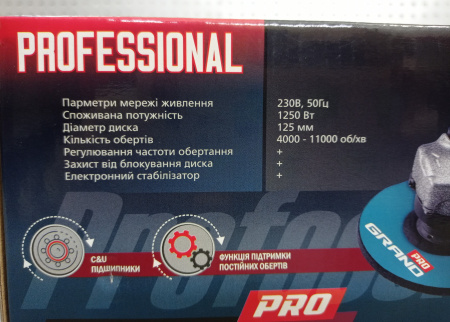 PROFESSIONAL
Парметри мережі живлення 230В, 50Гц
Споживана потужність 1250 Вт
Діаметр диска 125 мм
Кількість обертів 4000 - 11000 об/хв
Регулювання частоти обертання +
Захист від блокування диска +
Електронний стабілізатор +
C&U
ПІДШИПНИКИ
ФУНКЦІЯ ПІДТРИМКИ
ПОСТІЙНИХ ОБЕРТІВ
GRAND PRO
PRO